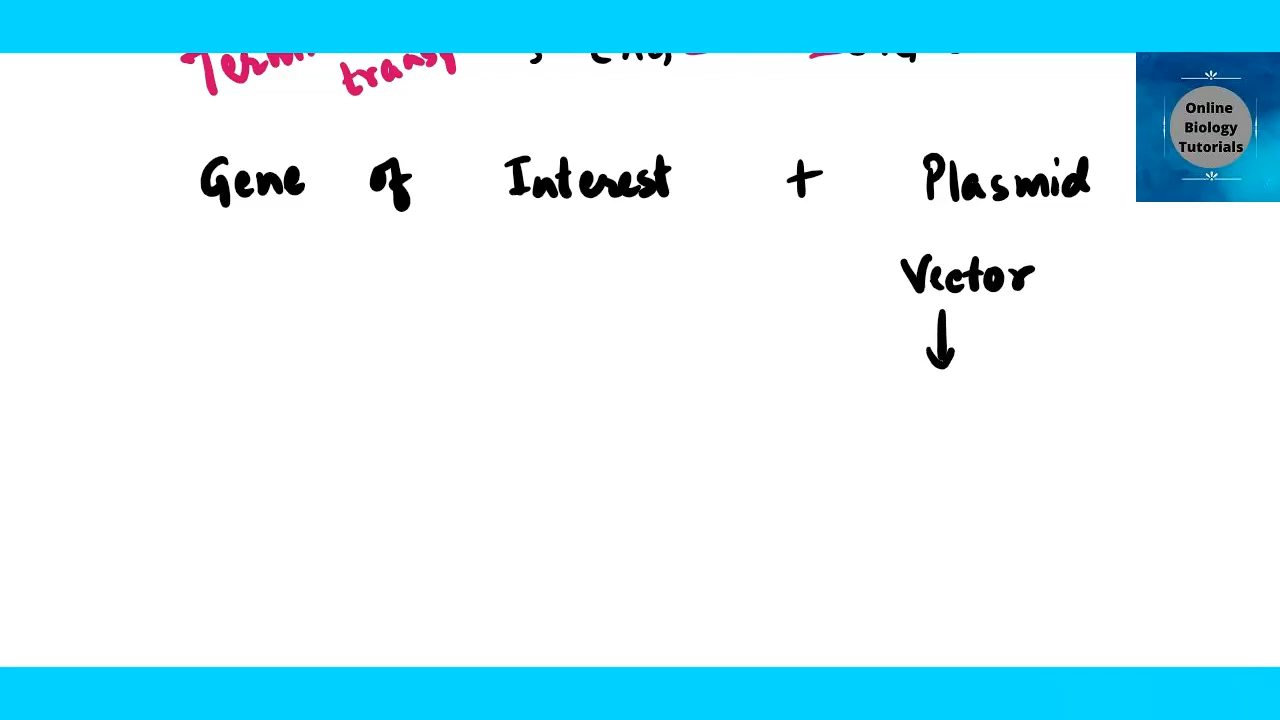 Gene of Interest + Plasmid
Vector
Online
Biology
Tutorials